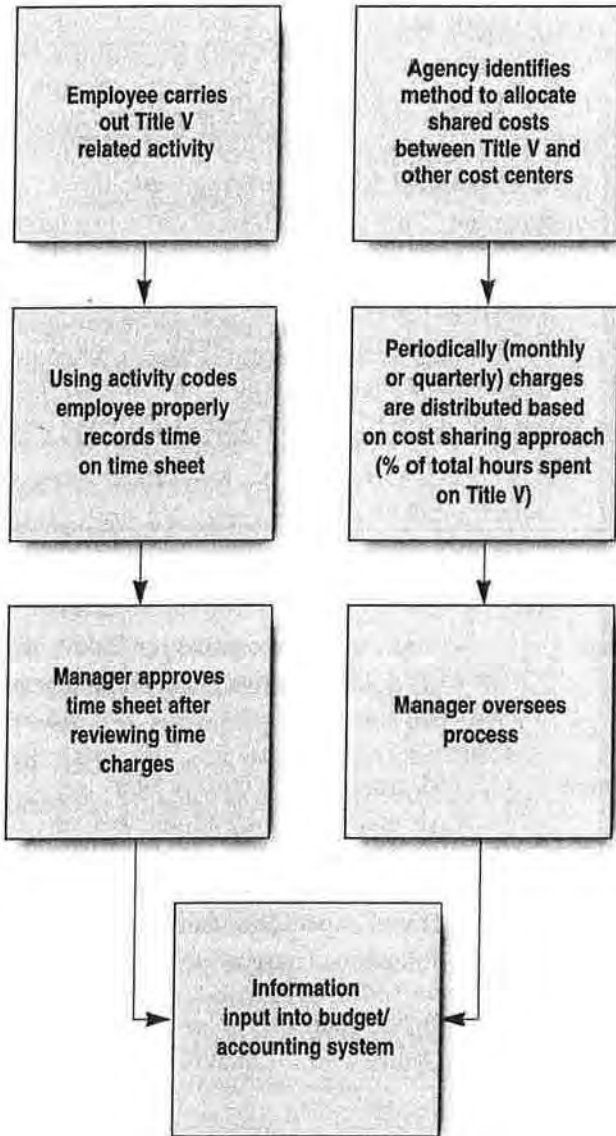 Employee carries
out Title V
related activity
Using activity codes
employee properly
records time
on time sheet
Manager approves
time sheet after
reviewing time
charges
Agency identifies
method to allocate
shared costs
between Title V and
other cost centers
Periodically (monthly
or quarterly) charges
are distributed based
on cost sharing approach
(% of total hours spent
on Title V)
Manager oversees
process
Information
input into budget/
accounting system